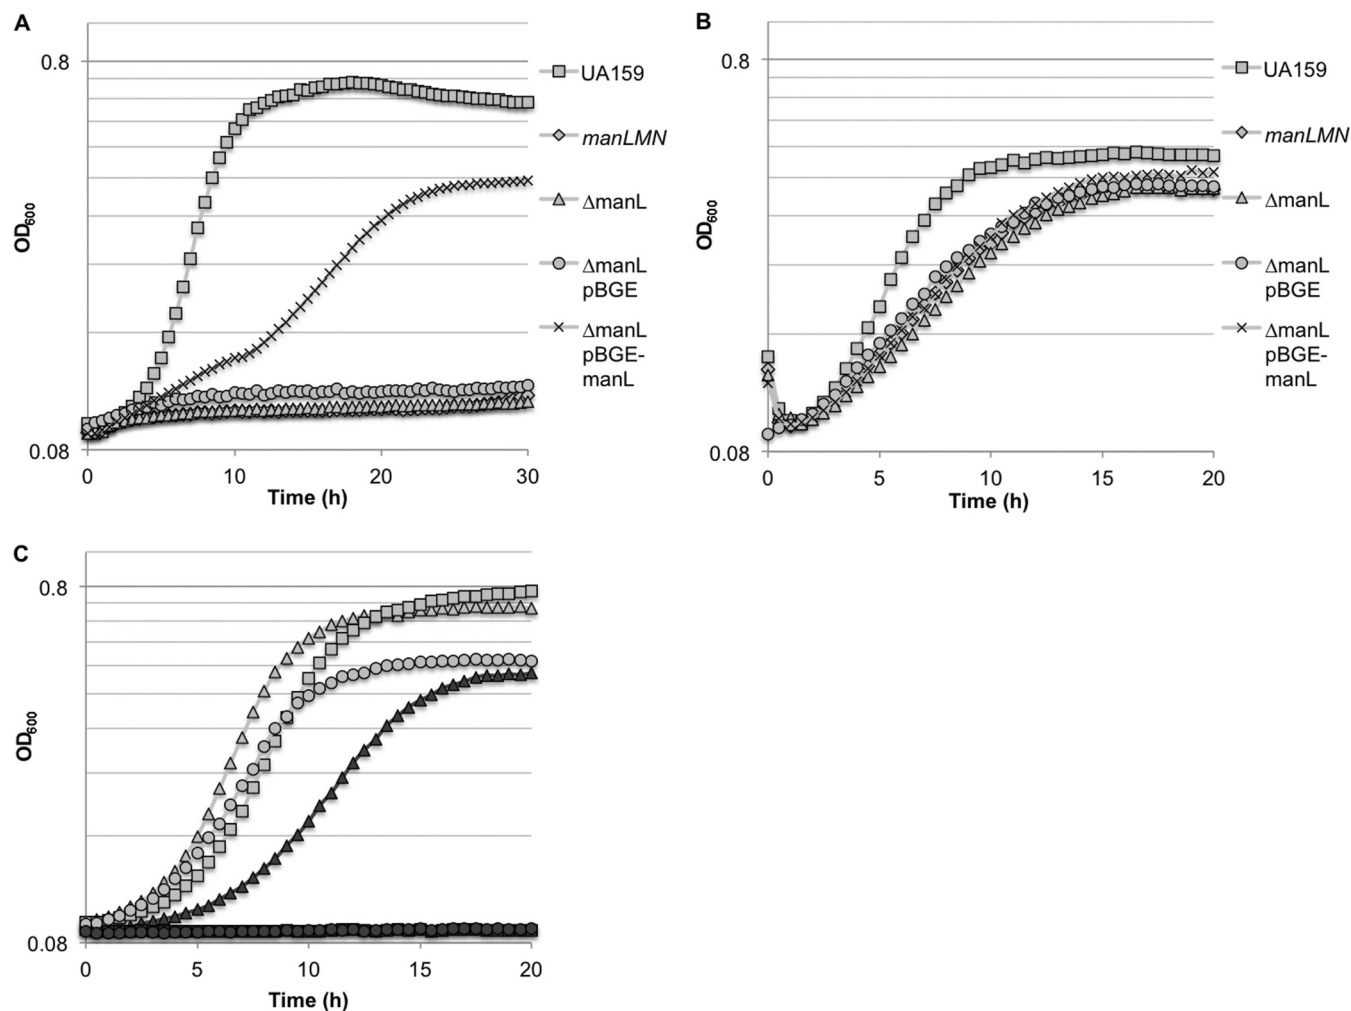 A
0.8
OD600
0.08
0 10 20 30
Time (h)
UA159
manLMN
ΔmanL
ΔmanL
pBGE
ΔmanL
pBGE-
manL
B
0.8
OD600
0.08
0 5 10 15 20
Time (h)
UA159
manLMN
ΔmanL
ΔmanL
pBGE
ΔmanL
pBGE-
manL
C
0.8
OD600
0.08
0 5 10 15 20
Time (h)